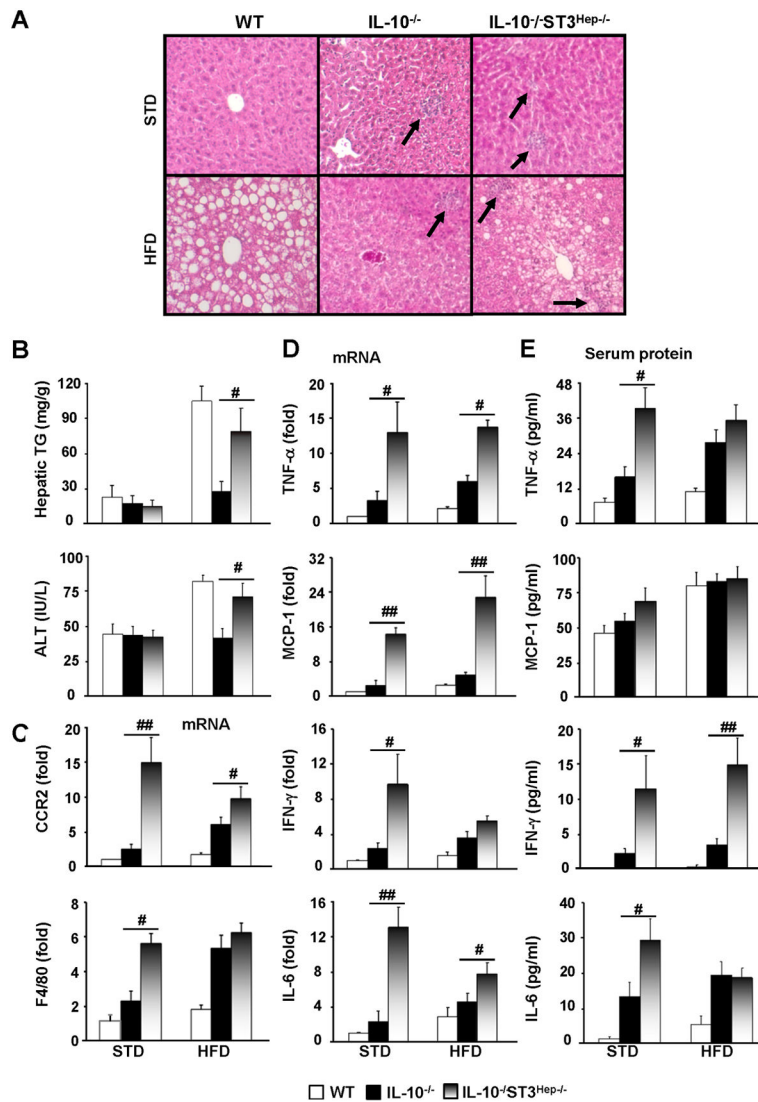 A
WT
IL-10-/-
IL-10-/-ST3Hep-/-
STD
HFD
B
Hepatic TG (mg/g)
120
90
60
30
0
#
ALT (IU/L)
100
75
50
25
0
#
C
mRNA
CCR2 (fold)
20
15
10
5
0
##
#
F4/80 (fold)
8
6
4
2
0
#
STD
HFD
D
mRNA
TNF-α (fold)
20
15
10
5
0
#
#
MCP-1 (fold)
32
24
16
8
0
##
##
IFN-γ (fold)
16
12
8
4
0
#
IL-6 (fold)
16
12
8
4
0
##
#
STD
HFD
E
Serum protein
TNF-α (pg/ml)
48
36
24
12
0
#
MCP-1 (pg/ml)
100
75
50
25
0
IFN-γ (pg/ml)
20
15
10
5
0
#
##
IL-6 (pg/ml)
40
30
20
10
0
#
STD
HFD
WT IL-10-/- IL-10-/-ST3Hep-/-